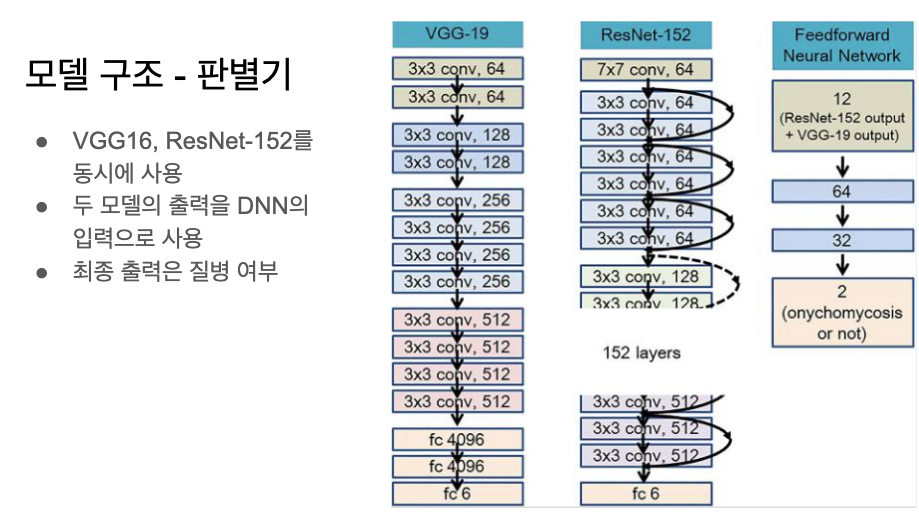 모델 구조 - 판별기
● VGG16, ResNet-152를
동시에 사용
● 두 모델의 출력을 DNN의
입력으로 사용
● 최종 출력은 질병 여부
VGG-19
3x3 conv, 64
3x3 conv, 64
3x3 conv, 128
3x3 conv, 128
3x3 conv, 256
3x3 conv, 256
3x3 conv, 256
3x3 conv, 256
3x3 conv, 512
3x3 conv, 512
3x3 conv, 512
3x3 conv, 512
fc 4096
fc 4096
fc 6
ResNet-152
7x7 conv, 64
3x3 conv, 64
3x3 conv, 64
3x3 conv, 64
3x3 conv, 64
3x3 conv, 64
3x3 conv, 64
3x3 conv, 128
3x3 conv, 128
152 layers
3x3 conv, 512
3x3 conv, 512
3x3 conv, 512
fc 6
Feedforward
Neural Network
12
(ResNet-152 output
+ VGG-19 output)
64
32
2
(onychomycosis
or not)